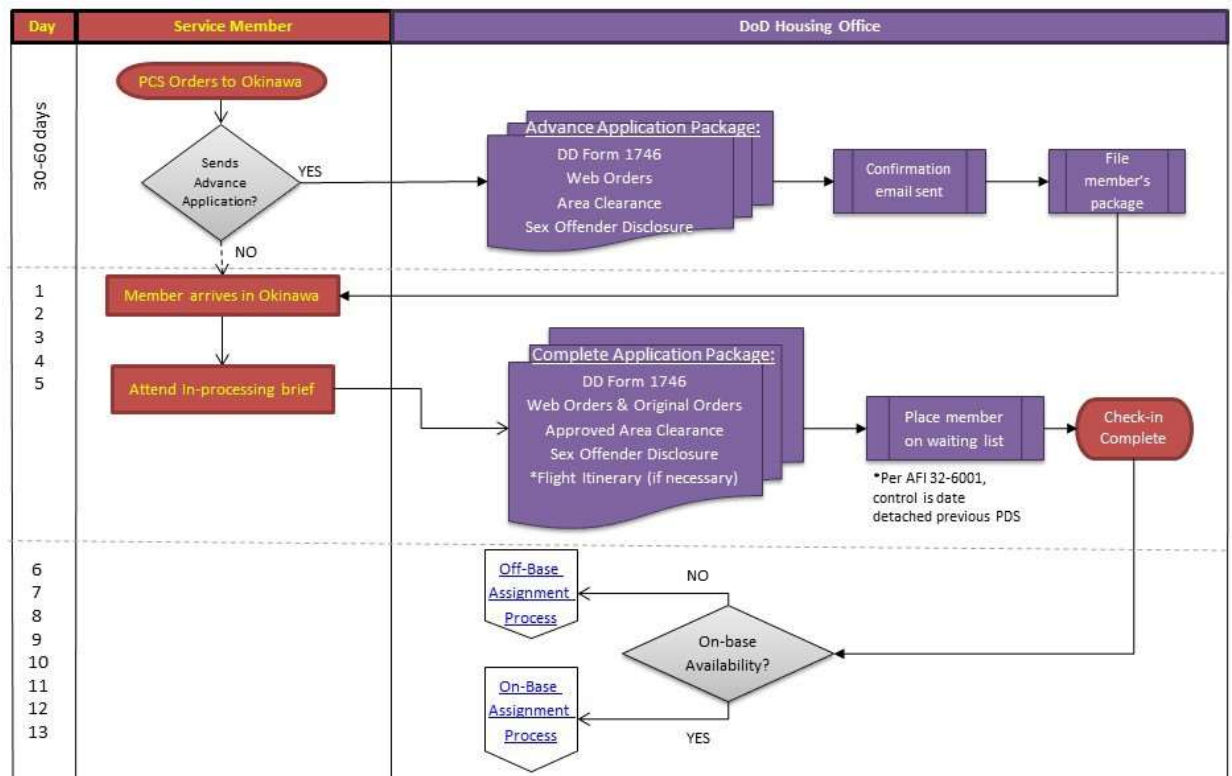 Day
Service Member
DoD Housing Office
30-60 days
PCS Orders to Okinawa
Sends
Advance
Application?
YES
NO
Advance Application Package:
DD Form 1746
Web Orders
Area Clearance
Sex Offender Disclosure
Confirmation
email sent
File
member's
package
1
2
3
4
5
Member arrives in Okinawa
Attend In-processing brief
Complete Application Package:
DD Form 1746
Web Orders & Original Orders
Approved Area Clearance
Sex Offender Disclosure
*Flight Itinerary (if necessary)
Place member
on waiting list
*Per AFI 32-6001,
control is date
detached previous PDS
Check-in
Complete
6
7
8
9
10
11
12
13
Off-Base
Assignment
Process
NO
On-base
Availability?
On-Base
Assignment
Process
YES